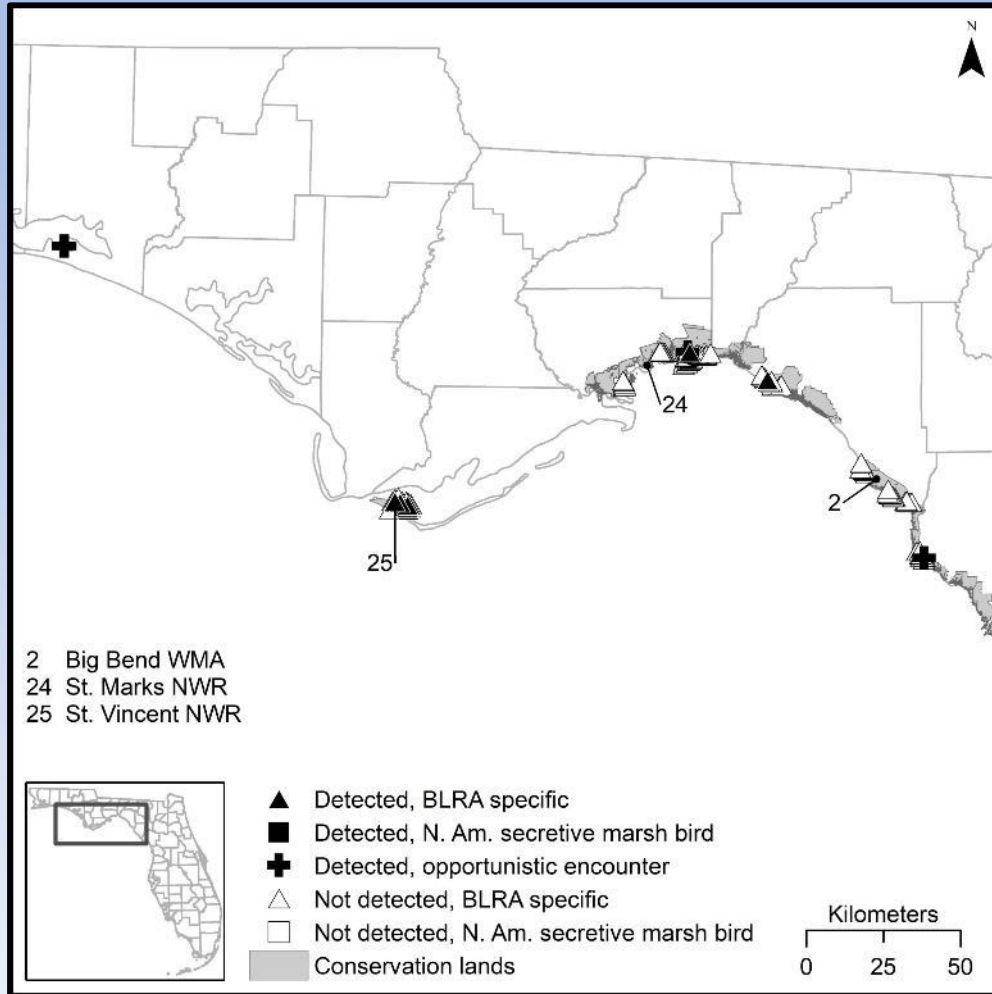 N
24
2
25
2 Big Bend WMA
24 St. Marks NWR
25 St. Vincent NWR
Detected, BLRA specific
Detected, N. Am. secretive marsh bird
Detected, opportunistic encounter
Not detected, BLRA specific
Not detected, N. Am. secretive marsh bird
Conservation lands
Kilometers
0 25 50